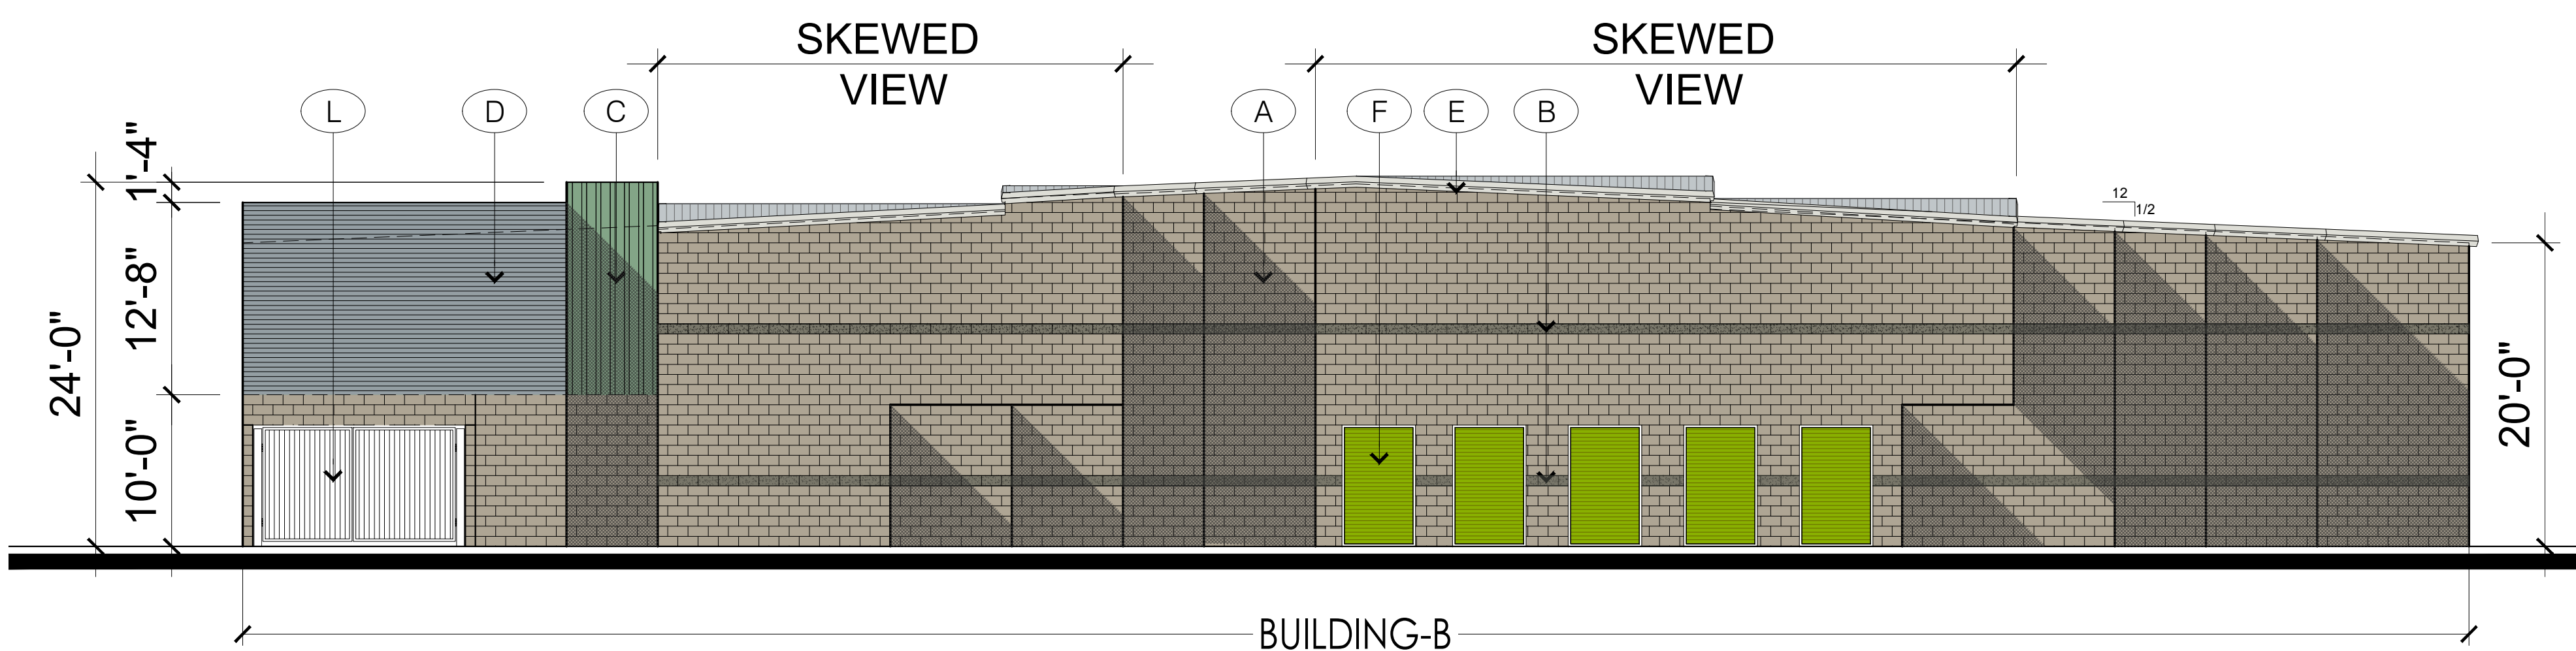 SKEWED
VIEW
SKEWED
VIEW
L
D
C
A
F
E
B
1'-4"
12'-8"
10'-0"
24'-0"
12
1/2
20'-0"
BUILDING-B